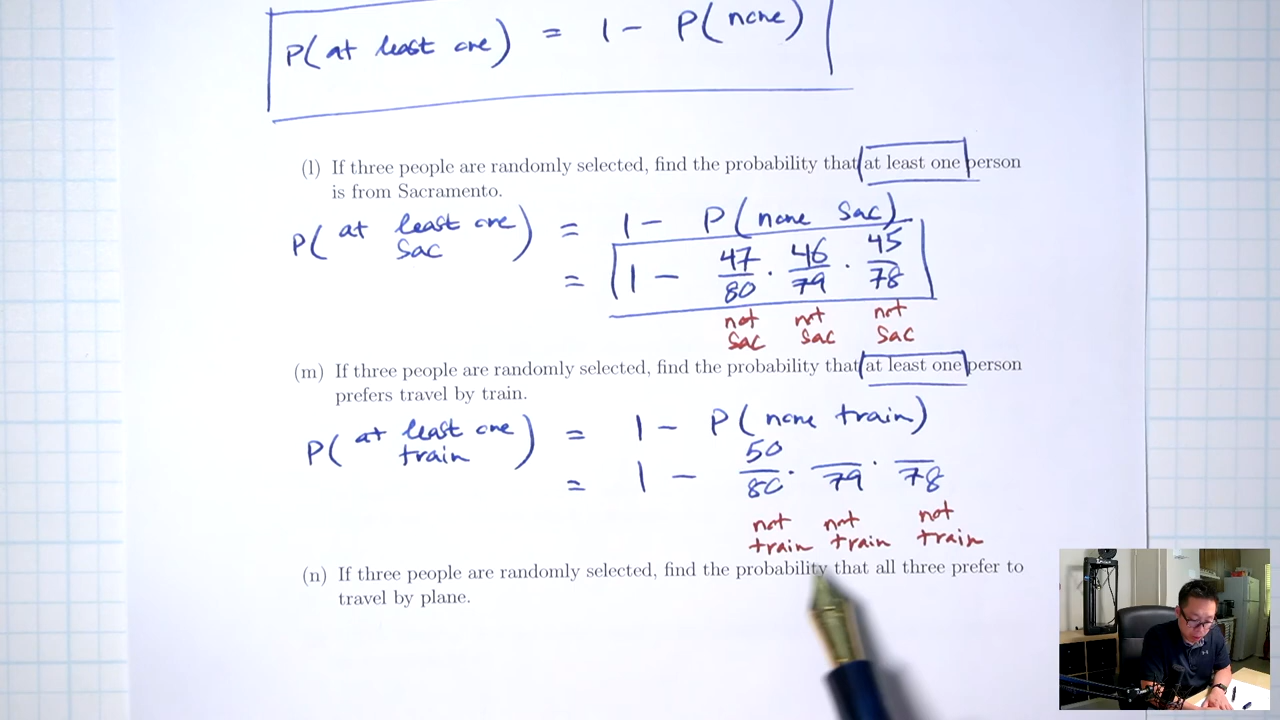 P(at least one) = 1 - P(none)
(l) If three people are randomly selected, find the probability that at least one person
is from Sacramento.
P(at least one Sac) = 1 - P(none Sac)
= 1 - 47/80 · 46/79 · 45/78
not Sac not Sac not Sac
(m) If three people are randomly selected, find the probability that at least one person
prefers travel by train.
P(at least one train) = 1 - P(none train)
= 1 - 50/80 · /79 · /78
not train not train not train
(n) If three people are randomly selected, find the probability that all three prefer to
travel by plane.